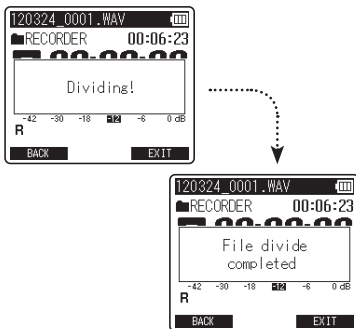 120324_0001.WAV
RECORDER 00:06:23
Dividing!
-42 -30 -18 -12 -6 0 dB
R
BACK EXIT
120324_0001.WAV
RECORDER 00:06:23
File divide
completed
-42 -30 -18 -12 -6 0 dB
R
BACK EXIT